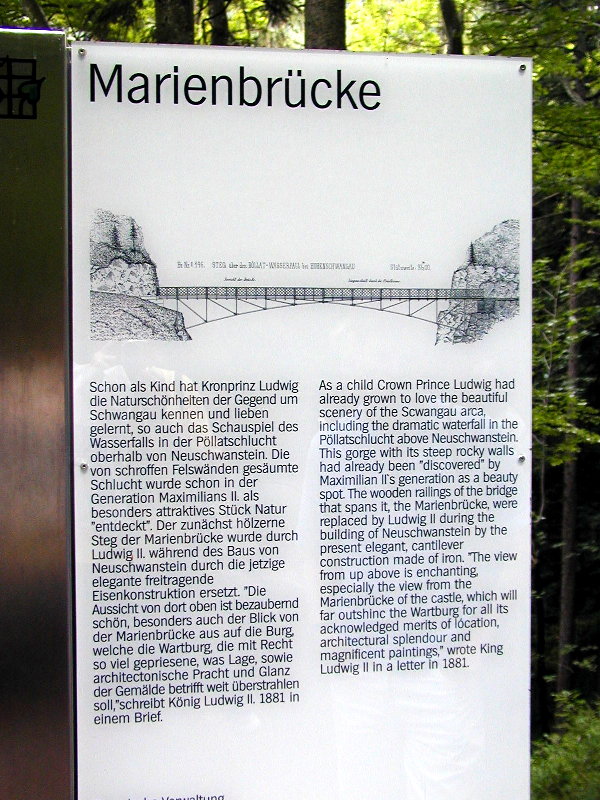 Marienbrücke
STEG über den PÖLLAT-WASSERFALL bei HOHENSCHWANGAU
Schon als Kind hat Kronprinz Ludwig
die Naturschönheiten der Gegend um
Schwangau kennen und lieben
gelernt, so auch das Schauspiel des
Wasserfalls in der Pöllatschlucht
oberhalb von Neuschwanstein. Die
von schroffen Felswänden gesäumte
Schlucht wurde schon in der
Generation Maximilians II. als
besonders attraktives Stück Natur
"entdeckt". Der zunächst hölzerne
Steg der Marienbrücke wurde durch
Ludwig II. während des Baus von
Neuschwanstein durch die jetzige
elegante freitragende
Eisenkonstruktion ersetzt. "Die
Aussicht von dort oben ist bezaubernd
schön, besonders auch der Blick von
der Marienbrücke aus auf die Burg,
welche die Wartburg, die mit Recht
so viel gepriesene, was Lage, sowie
architectonische Pracht und Glanz
der Gemälde betrifft weit überstrahlen
soll,"schreibt König Ludwig II. 1881 in
einem Brief.
As a child Crown Prince Ludwig had
already grown to love the beautiful
scenery of the Scwangau arca,
including the dramatic waterfall in the
Pöllatschlucht above Neuschwanstein.
This gorge with its steep rocky walls
had already been "discovered" by
Maximilian II`s generation as a beauty
spot. The wooden railings of the bridge
that spans it, the Marienbrücke, were
replaced by Ludwig II during the
building of Neuschwanstein by the
present elegant, cantilever
construction made of iron. "The view
from up above is enchanting,
especially the view from the
Marienbrücke of the castle, which will
far outshinc the Wartburg for all its
acknowledged merits of location,
architectural splendour and
magnificent paintings," wrote King
Ludwig II in a letter in 1881.
Verwaltung